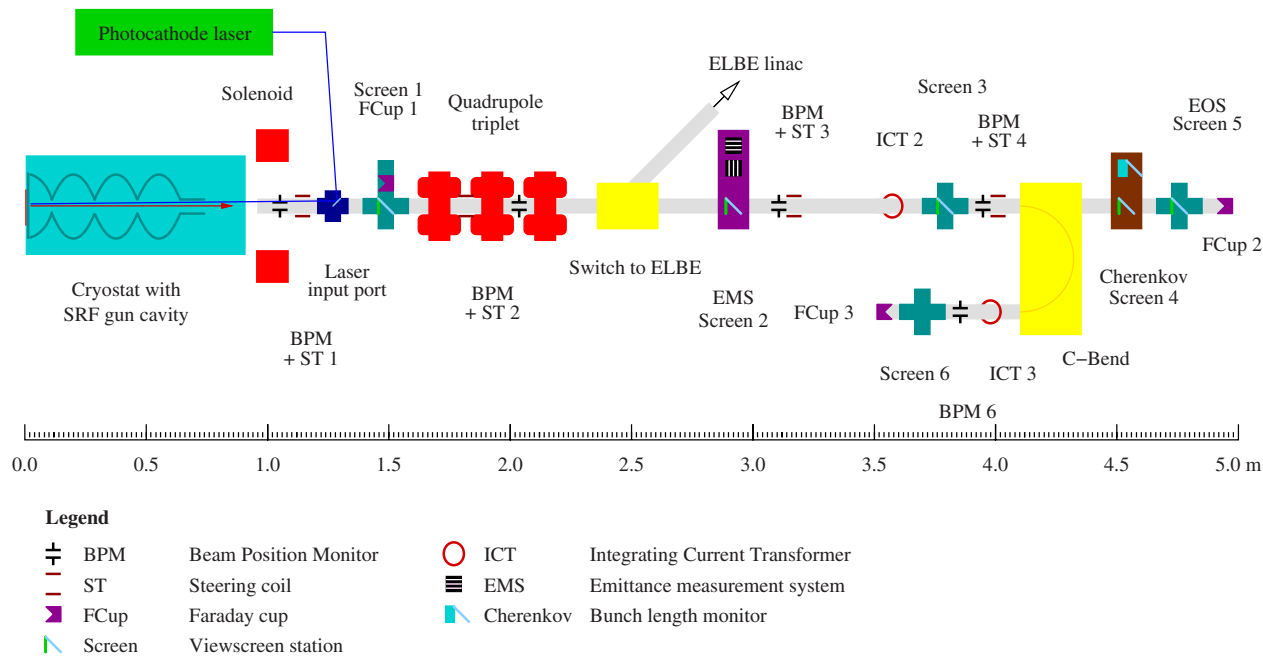 Photocathode laser
ELBE linac
Solenoid
Screen 1
FCup 1
Quadrupole
triplet
BPM
+ ST 3
Screen 3
ICT 2
BPM
+ ST 4
EOS
Screen 5
Cryostat with
SRF gun cavity
Laser
input port
BPM
+ ST 1
BPM
+ ST 2
Switch to ELBE
EMS
Screen 2
FCup 3
Screen 6
BPM 6
ICT 3
C−Bend
Cherenkov
Screen 4
FCup 2
0.0 0.5 1.0 1.5 2.0 2.5 3.0 3.5 4.0 4.5 5.0 m
Legend
BPM Beam Position Monitor
ST Steering coil
FCup Faraday cup
Screen Viewscreen station
ICT Integrating Current Transformer
EMS Emittance measurement system
Cherenkov Bunch length monitor